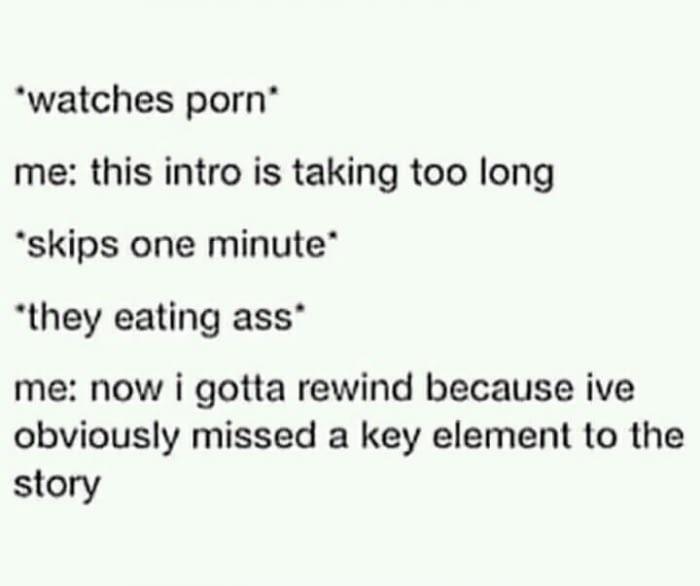 *watches porn*
me: this intro is taking too long
*skips one minute*
*they eating ass*
me: now i gotta rewind because ive
obviously missed a key element to the
story